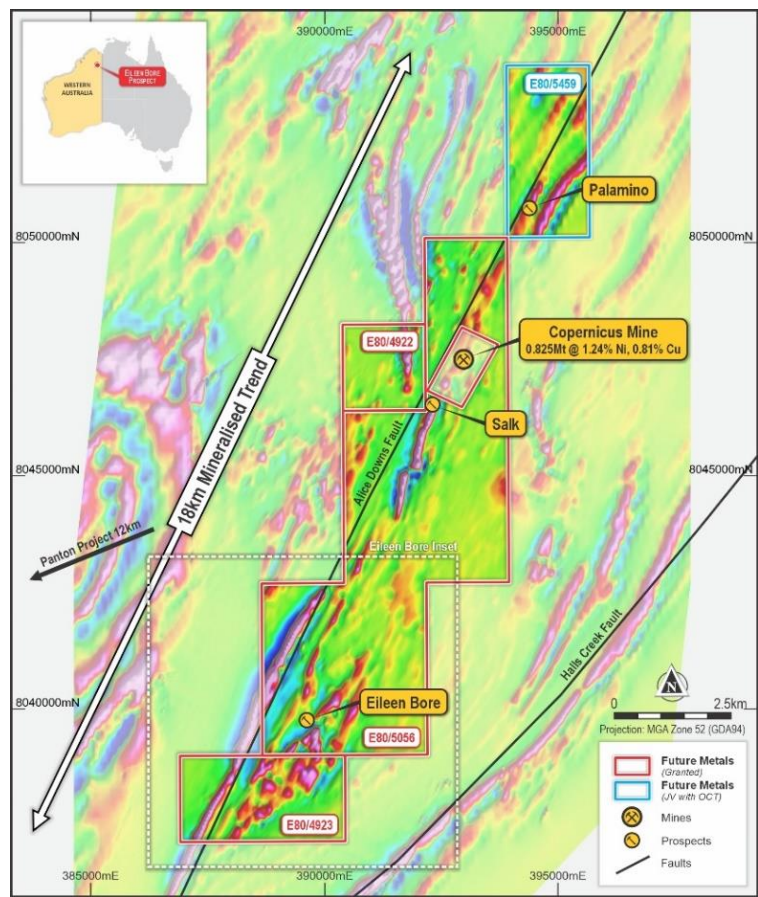 390000mE
395000mE
WESTERN
AUSTRALIA
EILEEN BORE
PROSPECT
E80/5459
Palamino
8050000mN
8050000mN
E80/4922
Copernicus Mine
0.825Mt @ 1.24% Ni, 0.81% Cu
Salk
18km Mineralised Trend
Alice Downs Fault
8045000mN
8045000mN
Panton Project 12km
Eileen Bore Inset
Halls Creek Fault
Eileen Bore
E80/5056
8040000mN
N
0
2.5km
8040000mN
Projection: MGA Zone 52 (GDA94)
E80/4923
Future Metals
(Granted)
Future Metals
(JV with OCT)
Mines
Prospects
Faults
385000mE
390000mE
395000mE